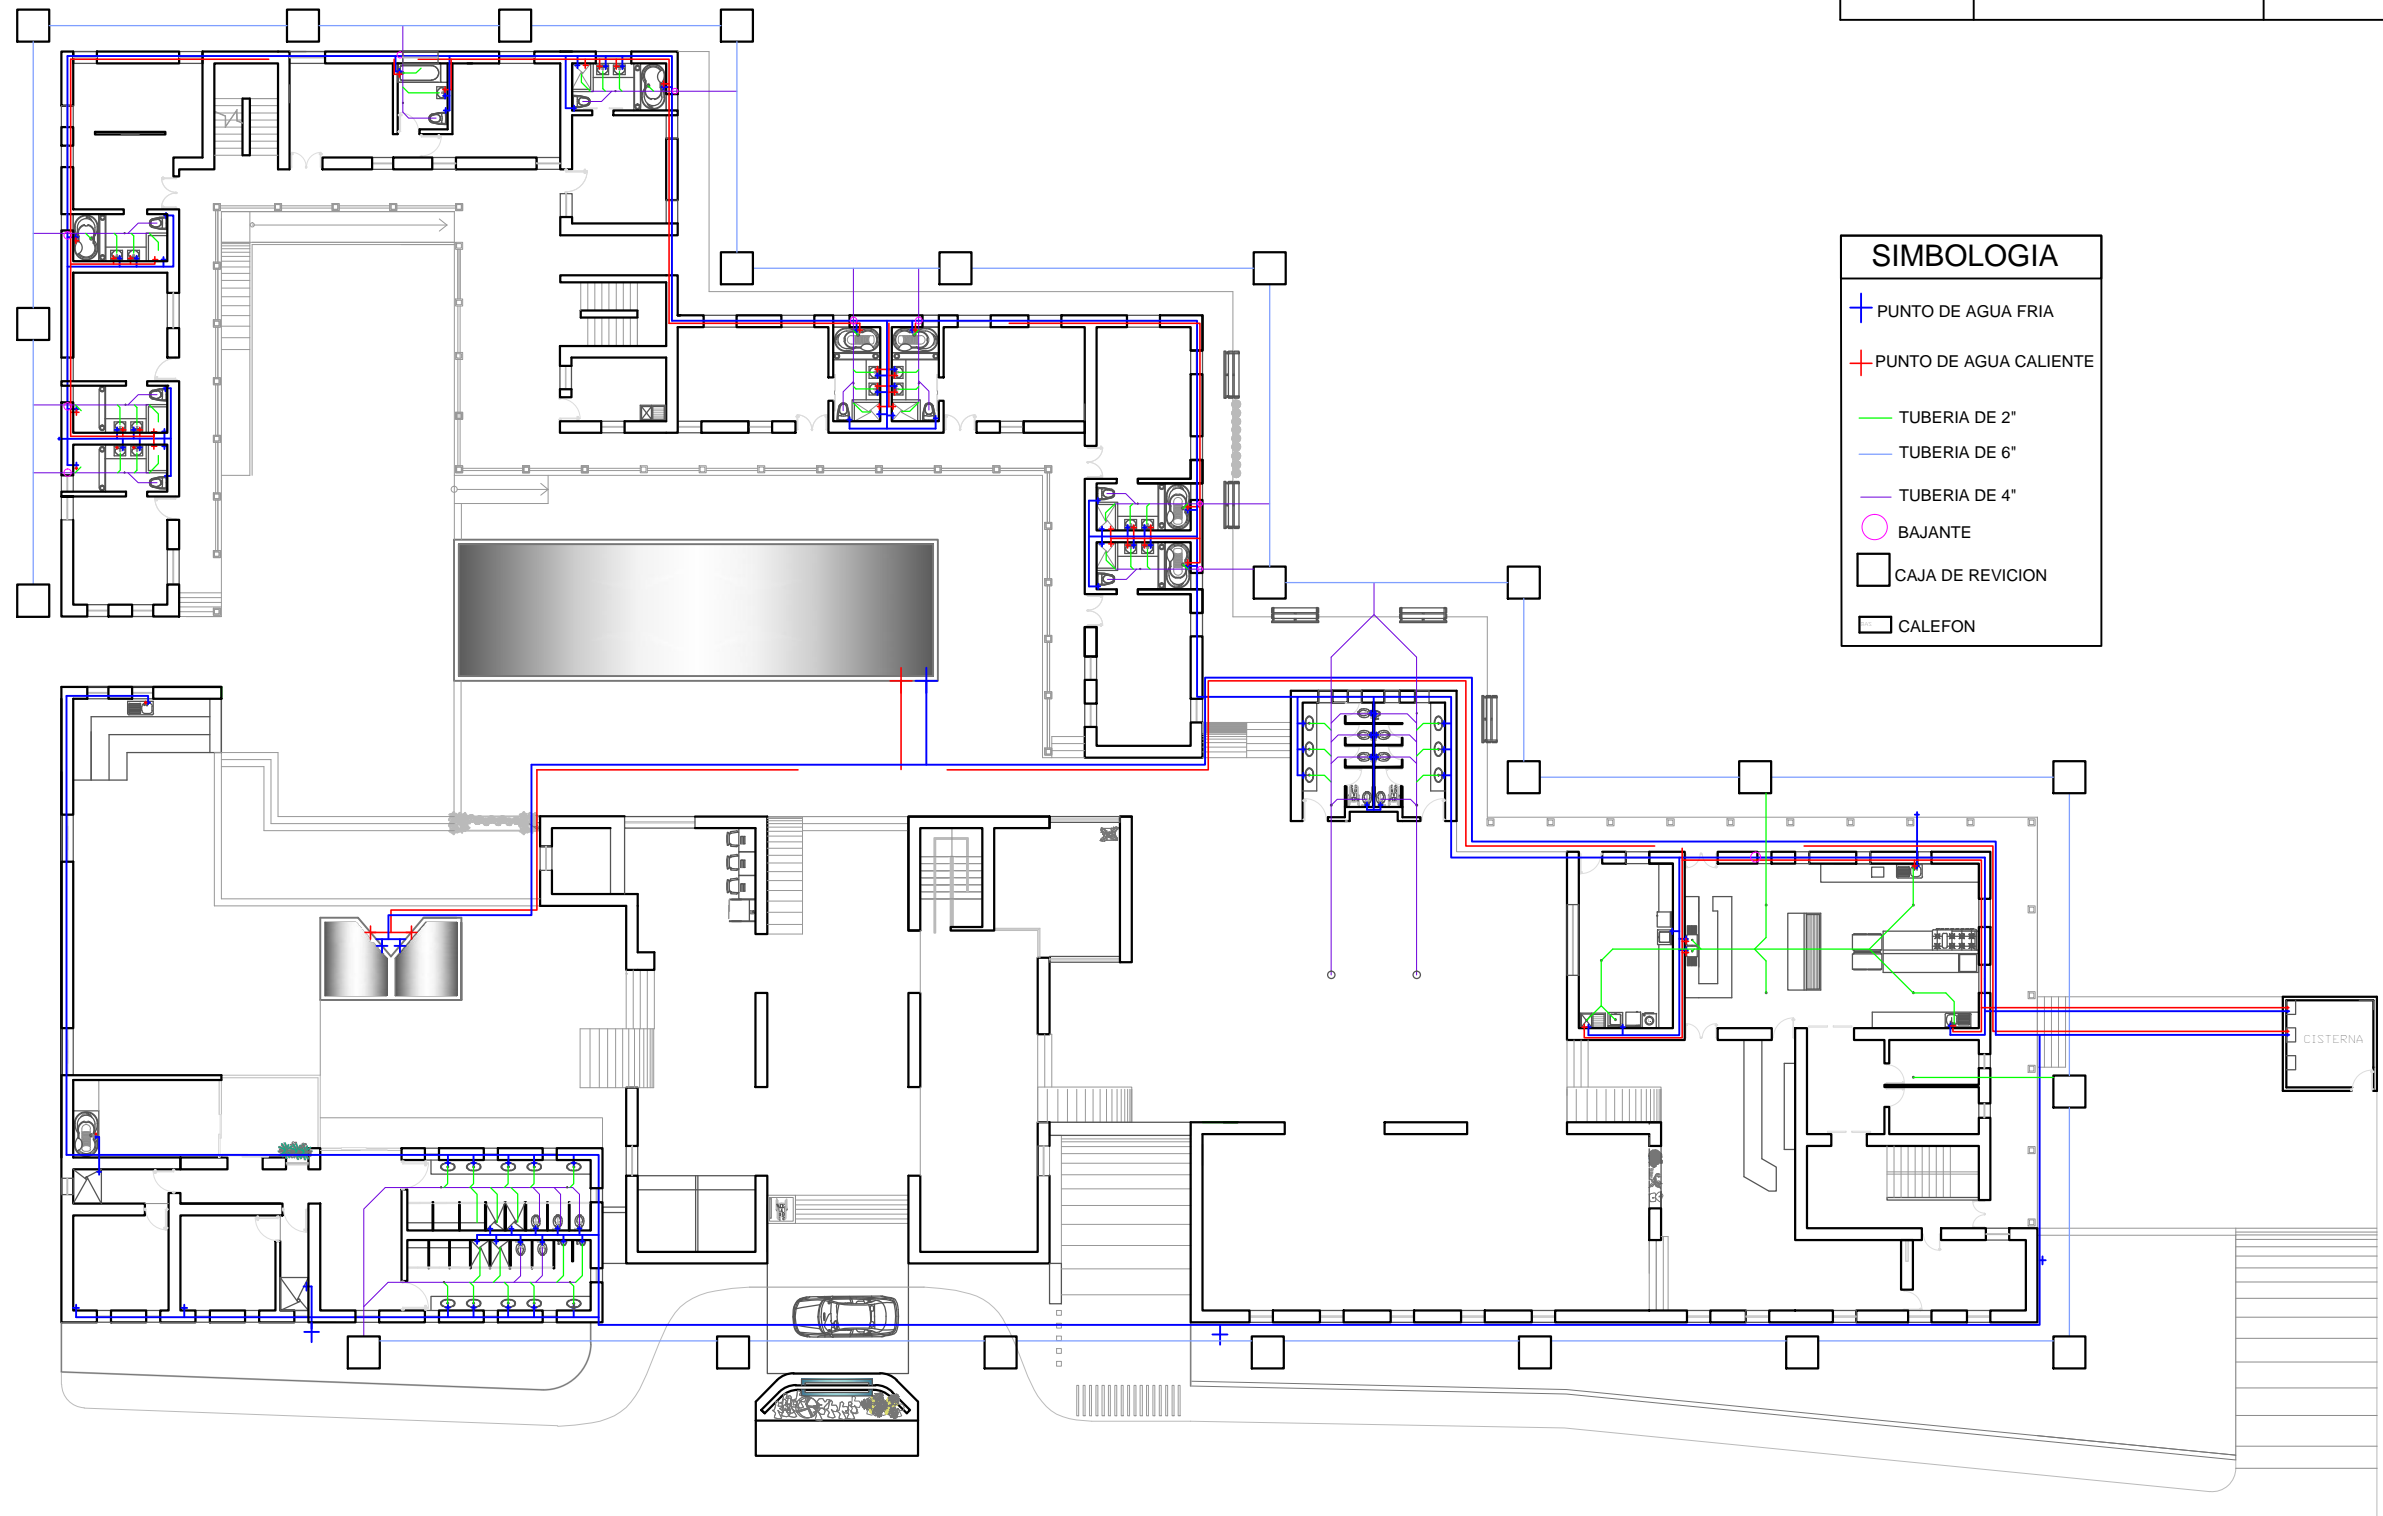 SIMBOLOGIA
PUNTO DE AGUA FRIA
PUNTO DE AGUA CALIENTE
TUBERIA DE 2"
TUBERIA DE 6"
TUBERIA DE 4"
BAJANTE
CAJA DE REVICION
CALEFON
CISTERNA